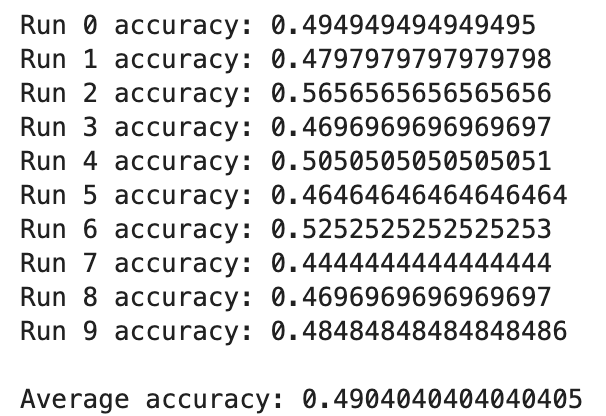 Run 0 accuracy: 0.494949494949495
Run 1 accuracy: 0.4797979797979798
Run 2 accuracy: 0.5656565656565656
Run 3 accuracy: 0.4696969696969697
Run 4 accuracy: 0.5050505050505051
Run 5 accuracy: 0.46464646464646464
Run 6 accuracy: 0.5252525252525253
Run 7 accuracy: 0.4444444444444444
Run 8 accuracy: 0.4696969696969697
Run 9 accuracy: 0.48484848484848486
Average accuracy: 0.4904040404040405